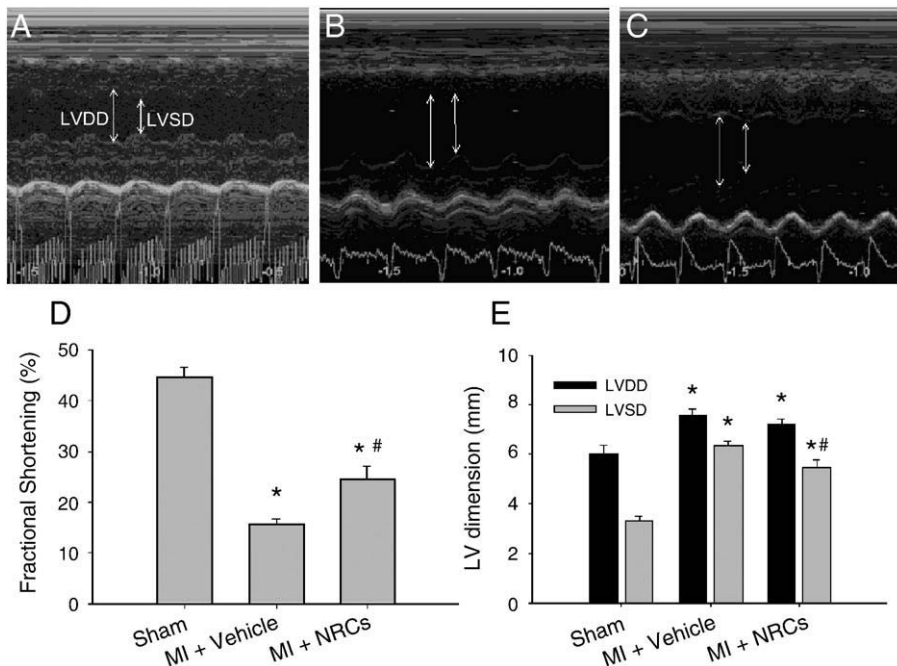 A
B
C
LVDD
LVSD
-1.5
-1.0
-0.5
-1.5
-1.0
0
-1.5
-1.0
D
Fractional Shortening (%)
50
40
30
20
10
0
*
* #
Sham
MI + Vehicle
MI + NRCs
E
LV dimension (mm)
10
8
6
4
2
0
LVDD
LVSD
*
*
*
*#
Sham
MI + Vehicle
MI + NRCs